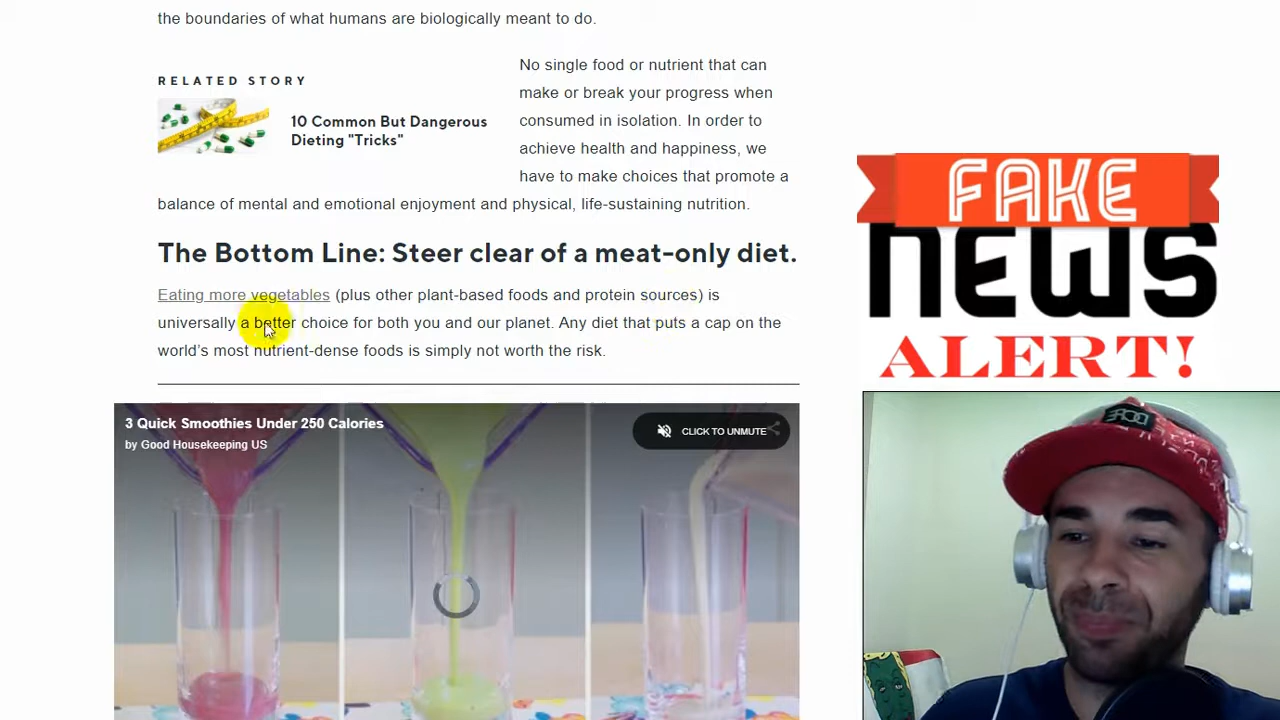 the boundaries of what humans are biologically meant to do.
RELATED STORY
10 Common But Dangerous
Dieting "Tricks"
No single food or nutrient that can
make or break your progress when
consumed in isolation. In order to
achieve health and happiness, we
have to make choices that promote a
balance of mental and emotional enjoyment and physical, life-sustaining nutrition.
The Bottom Line: Steer clear of a meat-only diet.
Eating more vegetables (plus other plant-based foods and protein sources) is
universally a better choice for both you and our planet. Any diet that puts a cap on the
world’s most nutrient-dense foods is simply not worth the risk.
3 Quick Smoothies Under 250 Calories
by Good Housekeeping US
CLICK TO UNMUTE
FAKE
NEWS
ALERT!